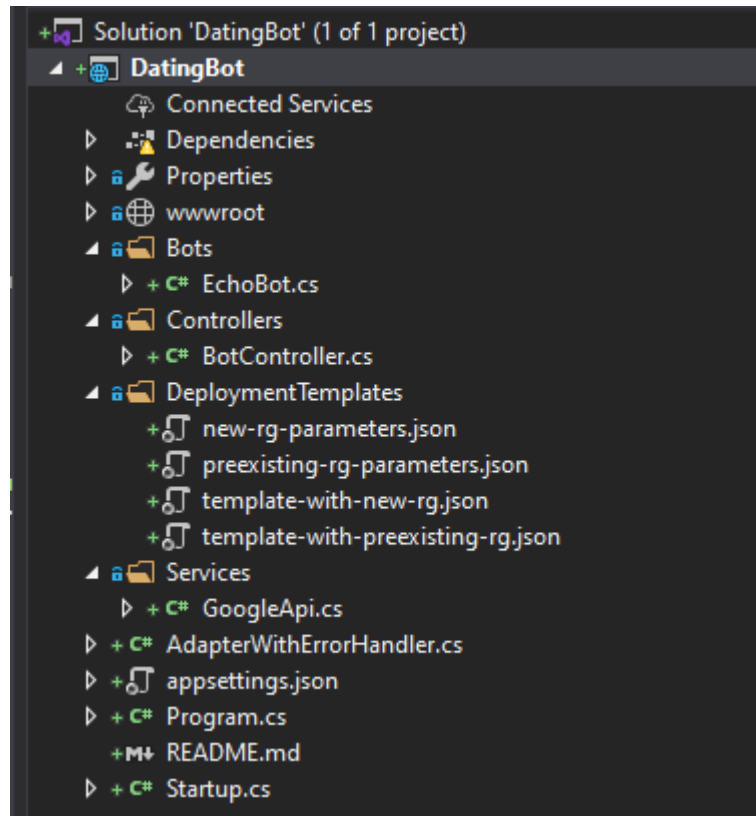 Solution 'DatingBot' (1 of 1 project)
DatingBot
Connected Services
Dependencies
Properties
wwwroot
Bots
C# EchoBot.cs
Controllers
C# BotController.cs
DeploymentTemplates
new-rg-parameters.json
preexisting-rg-parameters.json
template-with-new-rg.json
template-with-preexisting-rg.json
Services
C# GoogleApi.cs
C# AdapterWithErrorHandler.cs
appsettings.json
C# Program.cs
M↓ README.md
C# Startup.cs